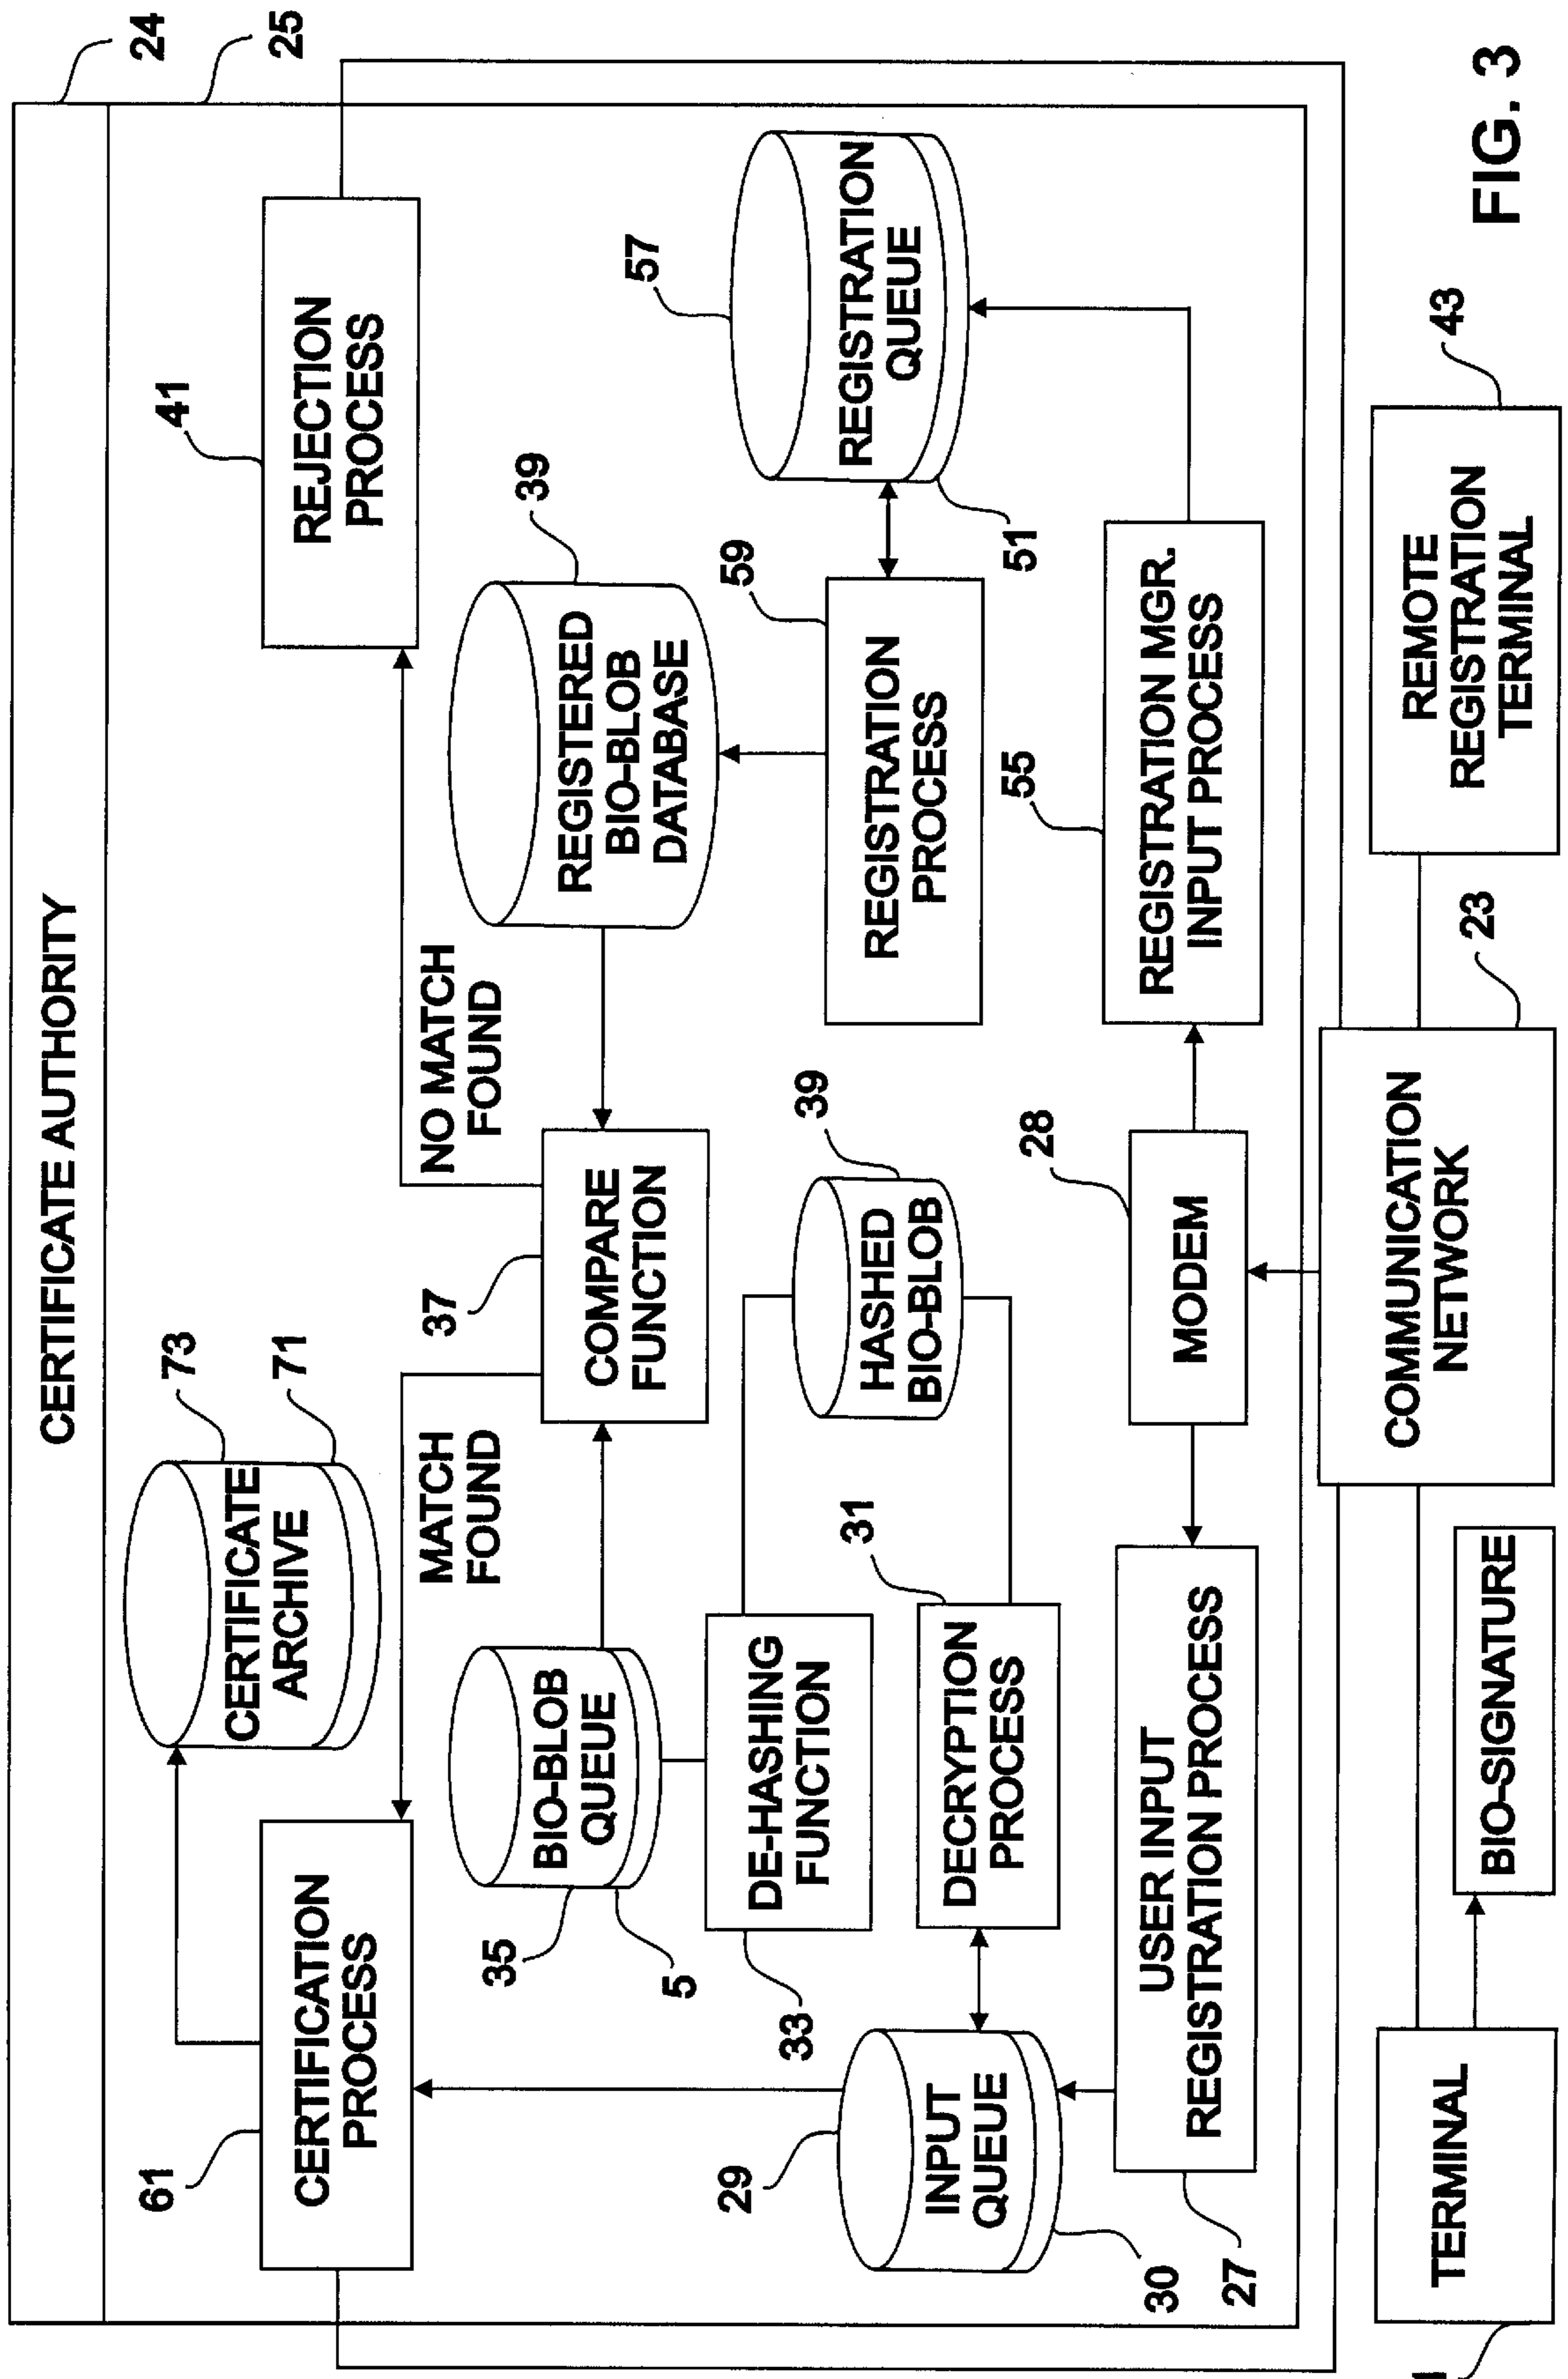 CERTIFICATE AUTHORITY
24
25
61
CERTIFICATION
PROCESS
73
CERTIFICATE
ARCHIVE
71
41
REJECTION
PROCESS
MATCH
FOUND
NO MATCH
FOUND
35
BIO-BLOB
QUEUE
5
37
COMPARE
FUNCTION
39
REGISTERED
BIO-BLOB
DATABASE
57
REGISTRATION
QUEUE
51
33
DE-HASHING
FUNCTION
39
HASHED
BIO-BLOB
59
REGISTRATION
PROCESS
29
INPUT
QUEUE
30
31
DECRYPTION
PROCESS
27
USER INPUT
REGISTRATION PROCESS
28
MODEM
55
REGISTRATION MGR.
INPUT PROCESS
TERMINAL
BIO-SIGNATURE
COMMUNICATION
NETWORK
23
REMOTE
REGISTRATION
TERMINAL
43
FIG. 3